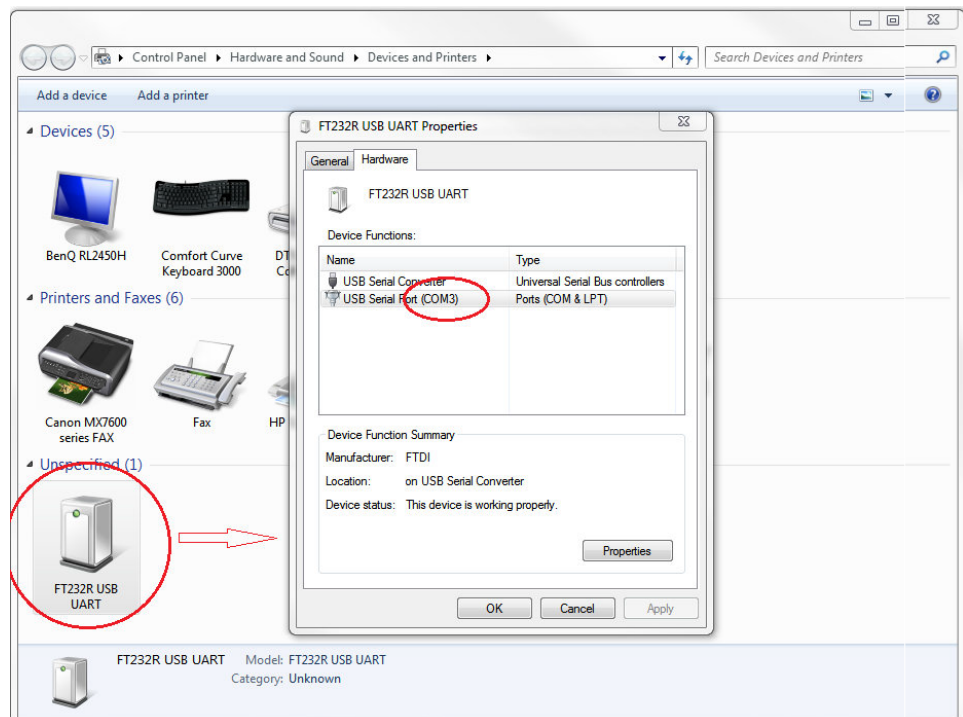 Control Panel Hardware and Sound Devices and Printers
Search Devices and Printers
Add a device Add a printer
Devices (5)
BenQ RL2450H
Comfort Curve
Keyboard 3000
DT
Co
Printers and Faxes (6)
Canon MX7600
series FAX
Fax
HP
Unspecified (1)
FT232R USB
UART
FT232R USB UART Properties
General Hardware
FT232R USB UART
Device Functions:
Name Type
USB Serial Converter Universal Serial Bus controllers
USB Serial Port (COM3) Ports (COM & LPT)
Device Function Summary
Manufacturer: FTDI
Location: on USB Serial Converter
Device status: This device is working properly.
Properties
OK Cancel Apply
FT232R USB UART Model: FT232R USB UART
Category: Unknown